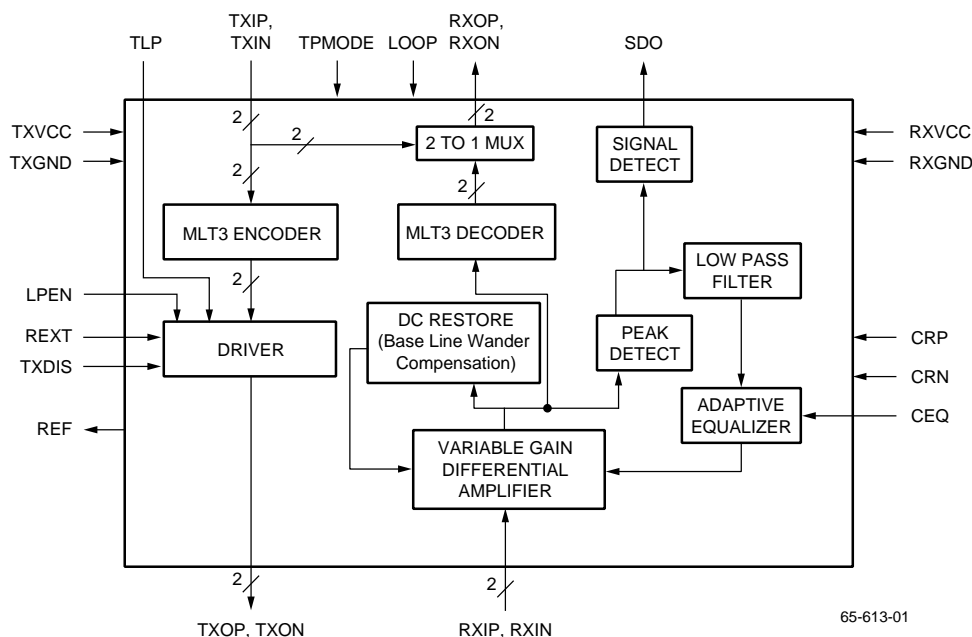 TXIP,
TXIN
RXOP,
RXON
TLP
TPMODE
LOOP
SDO
2
2
2
TXVCC
TXGND
2 TO 1 MUX
SIGNAL
DETECT
RXVCC
RXGND
2
2
MLT3 ENCODER
MLT3 DECODER
LOW PASS
FILTER
2
LPEN
REXT
TXDIS
DRIVER
DC RESTORE
(Base Line Wander
Compensation)
PEAK
DETECT
CRP
CRN
REF
ADAPTIVE
EQUALIZER
CEQ
VARIABLE GAIN
DIFFERENTIAL
AMPLIFIER
2
2
TXOP, TXON
RXIP, RXIN
65-613-01